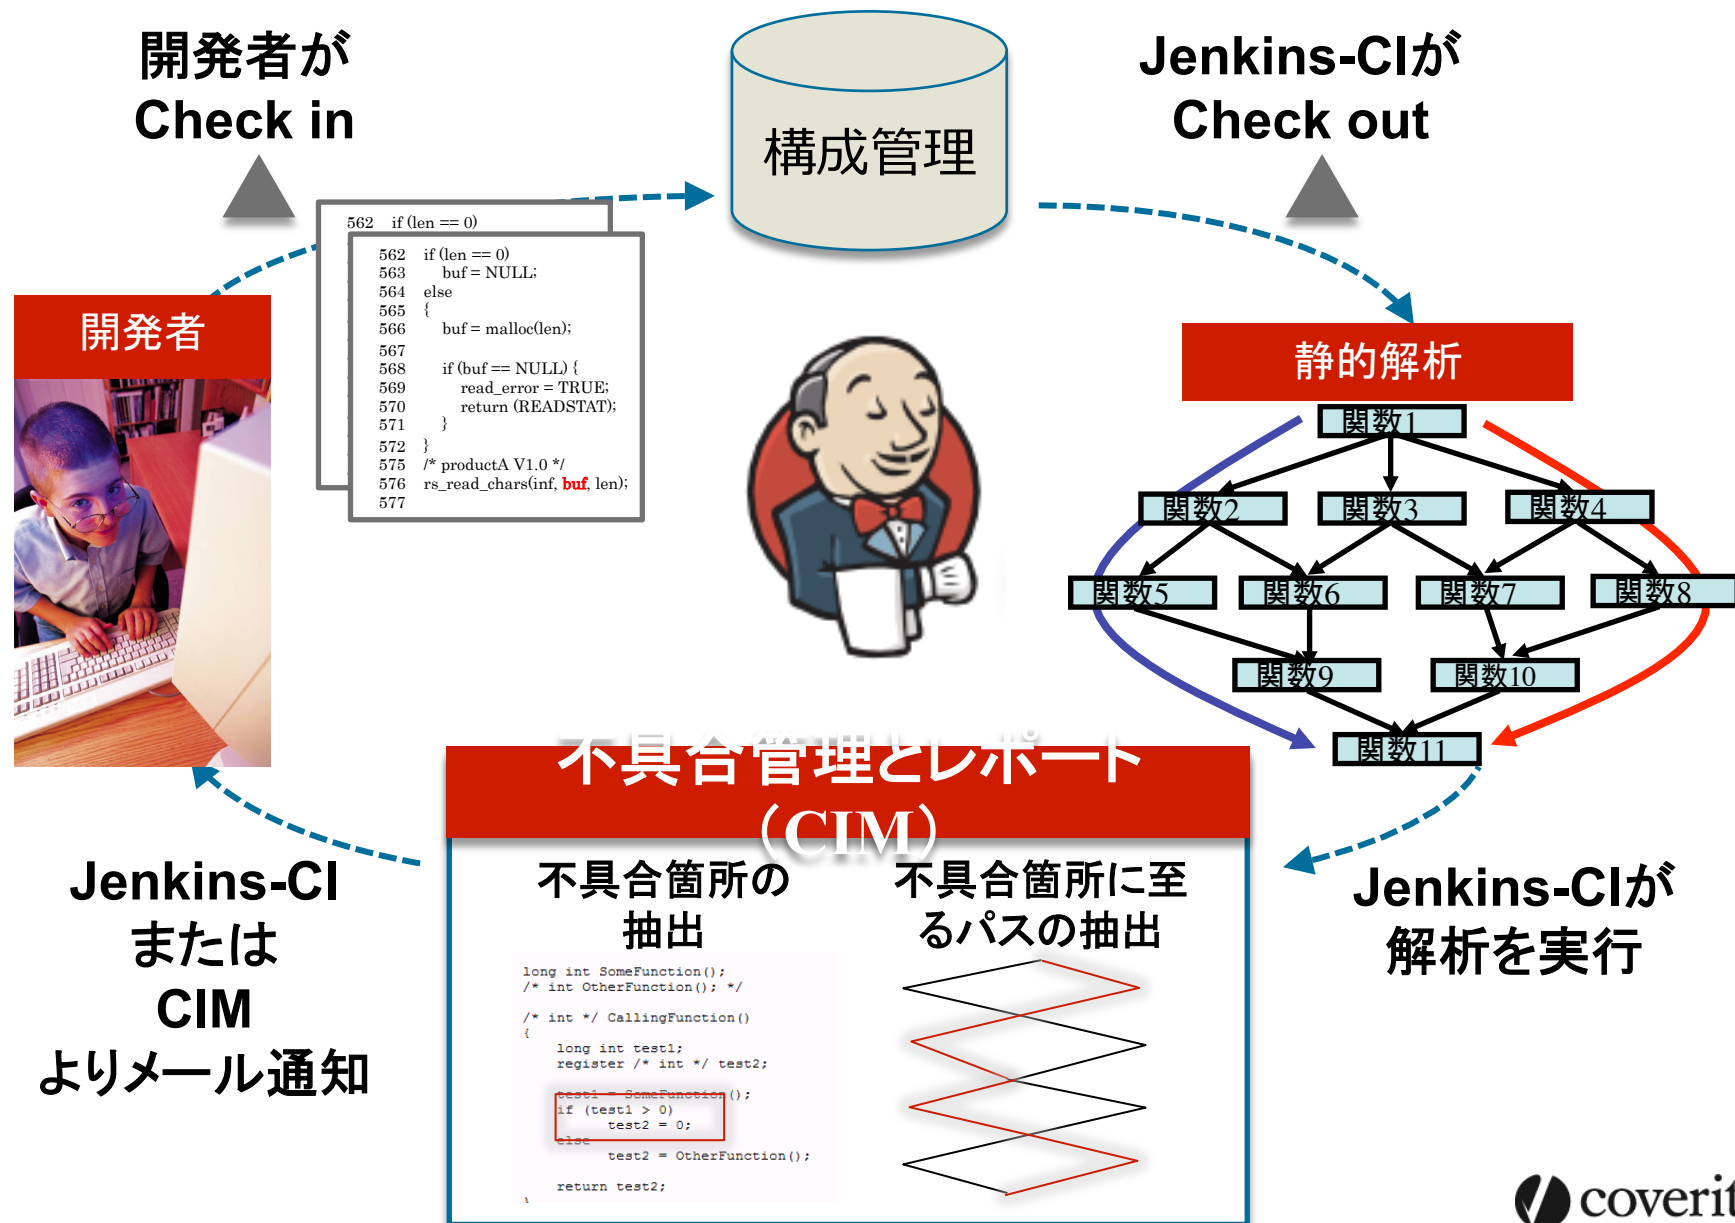 開発者が
Check in
構成管理
Jenkins-CIが
Check out
562 if (len == 0)
562 if (len == 0)
563 buf = NULL;
564 else
565 {
566 buf = malloc(len);
567
568 if (buf == NULL) {
569 read_error = TRUE;
570 return (READSTAT);
571 }
572 }
575 /* productA V1.0 */
576 rs_read_chars(inf, buf, len);
577
開発者
静的解析
関数1
関数2
関数3
関数4
関数5
関数6
関数7
関数8
関数9
関数10
関数11
不具合管理とレポート
（CIM）
不具合箇所の
抽出
long int SomeFunction();
/* int OtherFunction(); */
/* int */ CallingFunction()
{
long int test1;
register /* int */ test2;
test1 = SomeFunction();
if (test1 > 0)
test2 = 0;
else
test2 = OtherFunction();
return test2;
}
不具合箇所に至
るパスの抽出
Jenkins-CIが
解析を実行
Jenkins-CI
または
CIM
よりメール通知
coverit